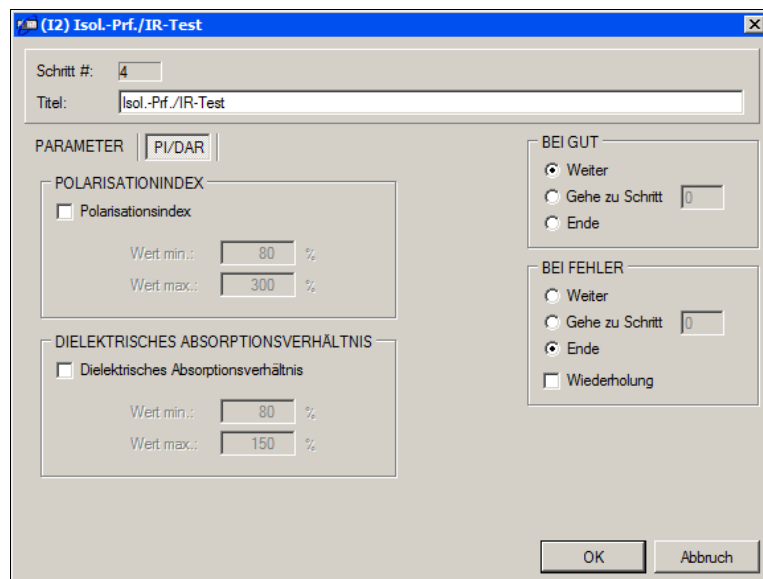 (I2) Isol.-Prf./IR-Test
Schritt #: 4
Titel: Isol.-Prf./IR-Test
PARAMETER PI/DAR
POLARISATIONINDEX
Polarisationsindex
Wert min.: 80 %
Wert max.: 300 %
DIELEKTRISCHES ABSORPTIONSVERHÄLTNIS
Dielektrisches Absorptionsverhältnis
Wert min.: 80 %
Wert max.: 150 %
BEI GUT
Weiter
Gehe zu Schritt 0
Ende
BEI FEHLER
Weiter
Gehe zu Schritt 0
Ende
Wiederholung
OK Abbruch